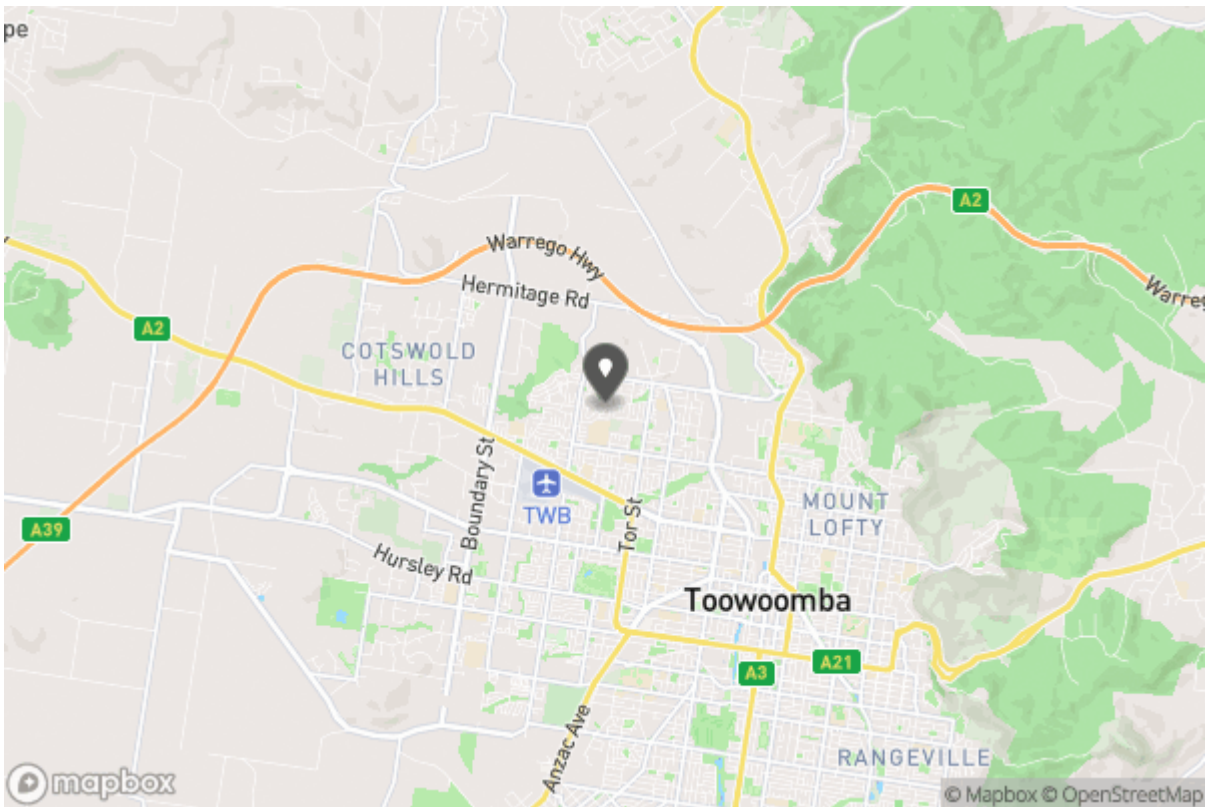 pe
A2
Warrego Hwy
Hermitage Rd
Warreg
A2
COTSWOLD
HILLS
Boundary St
TWB
MOUNT
LOFTY
A39
Tor St
Hursley Rd
Toowoomba
A21
A3
Anzac Ave
RANGEVILLE
mapbox
© Mapbox © OpenStreetMap